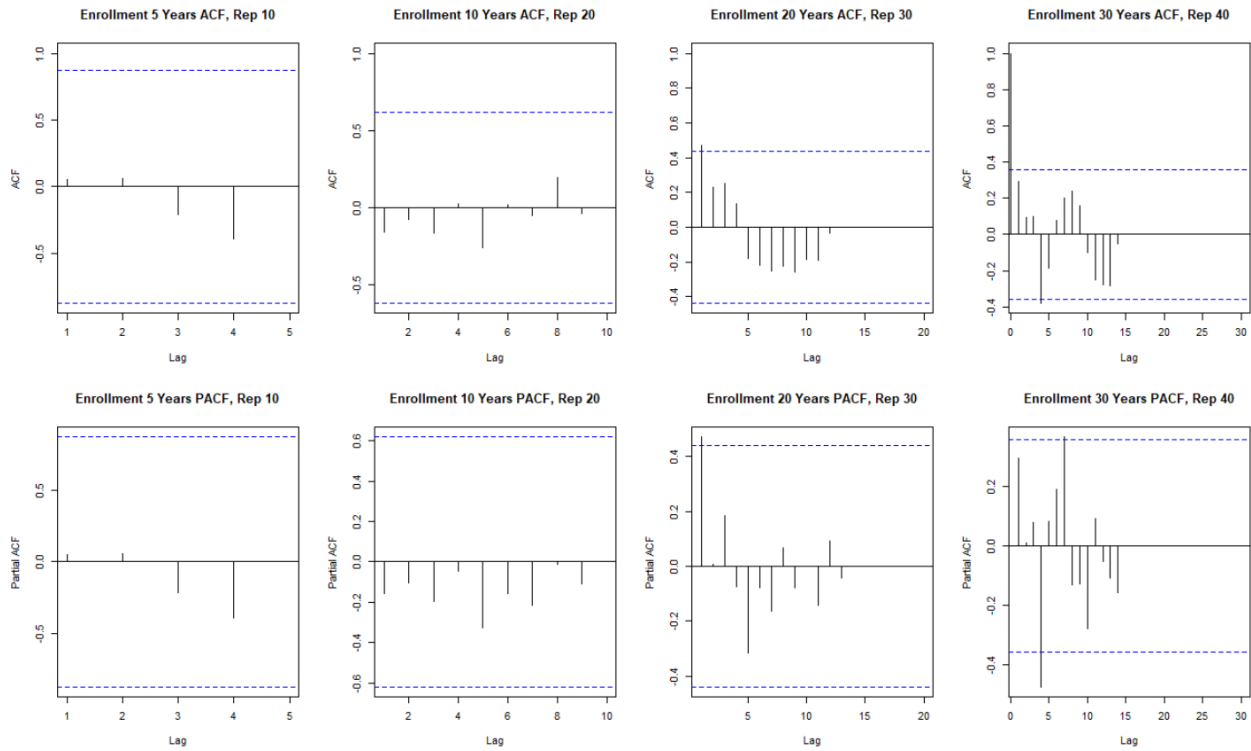 Enrollment 5 Years ACF, Rep 10
ACF
1.0
0.5
0.0
-0.5
1 2 3 4 5
Lag
Enrollment 10 Years ACF, Rep 20
ACF
1.0
0.5
0.0
-0.5
2 4 6 8 10
Lag
Enrollment 20 Years ACF, Rep 30
ACF
1.0
0.8
0.6
0.4
0.2
0.0
-0.2
-0.4
5 10 15 20
Lag
Enrollment 30 Years ACF, Rep 40
ACF
1.0
0.8
0.6
0.4
0.2
0.0
-0.2
-0.4
0 5 10 15 20 25 30
Lag
Enrollment 5 Years PACF, Rep 10
Partial ACF
0.5
0.0
-0.5
1 2 3 4 5
Lag
Enrollment 10 Years PACF, Rep 20
Partial ACF
0.6
0.4
0.2
0.0
-0.2
-0.4
-0.6
2 4 6 8 10
Lag
Enrollment 20 Years PACF, Rep 30
Partial ACF
0.4
0.2
0.0
-0.2
-0.4
5 10 15 20
Lag
Enrollment 30 Years PACF, Rep 40
Partial ACF
0.2
0.0
-0.2
-0.4
0 5 10 15 20 25 30
Lag